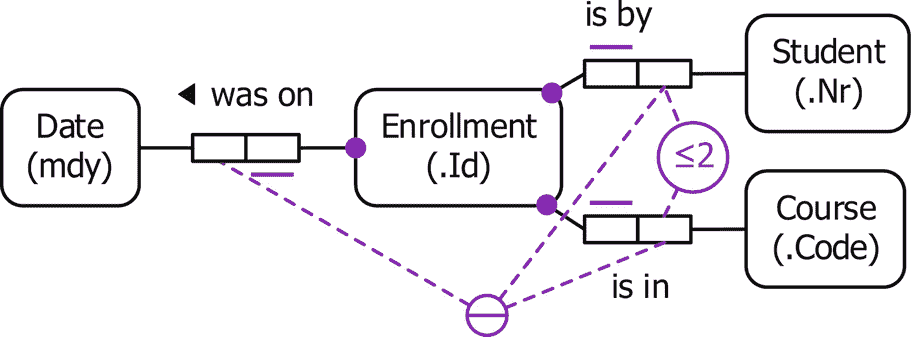 is by
Student
(.Nr)
◄ was on
Date
(mdy)
Enrollment
(.Id)
≤2
Course
(.Code)
is in